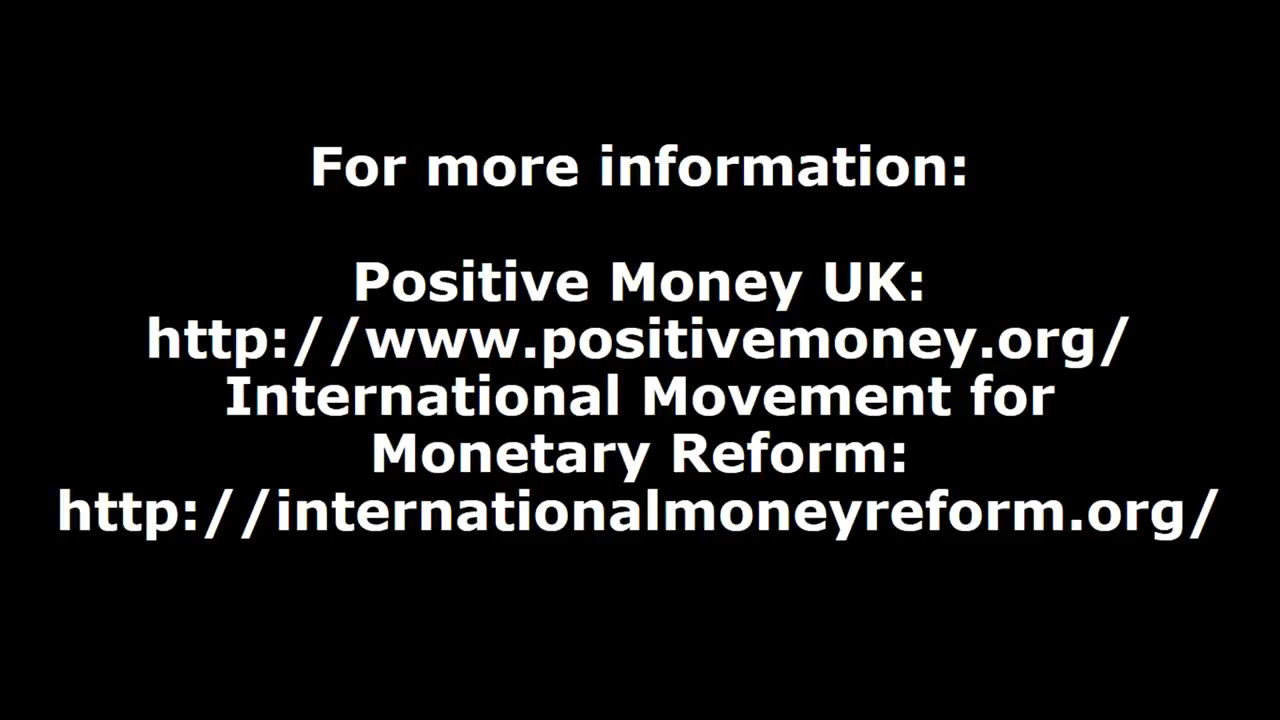 For more information:
Positive Money UK:
http://www.positivemoney.org/
International Movement for
Monetary Reform:
http://internationalmoneyreform.org/